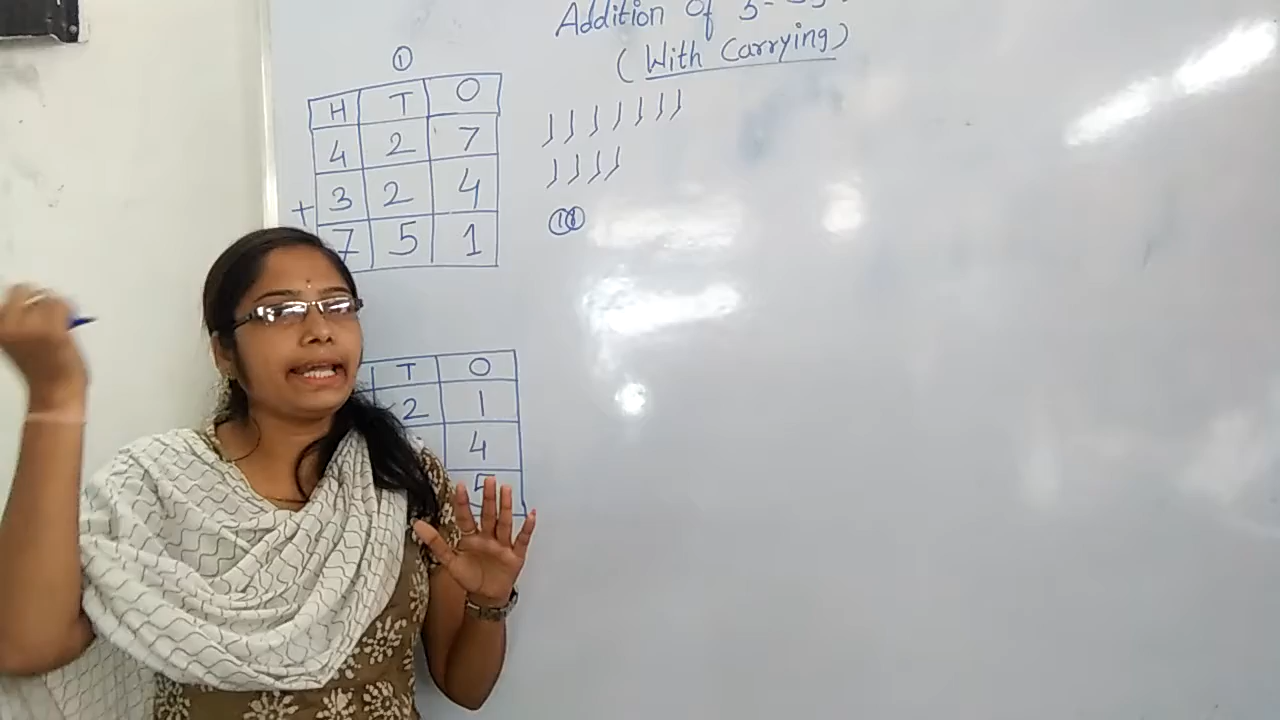 Addition Of 3-
(With Carrying)
①
H T O
4 2 7
+ 3 2 4
7 5 1
11
T O
2 1
4
5